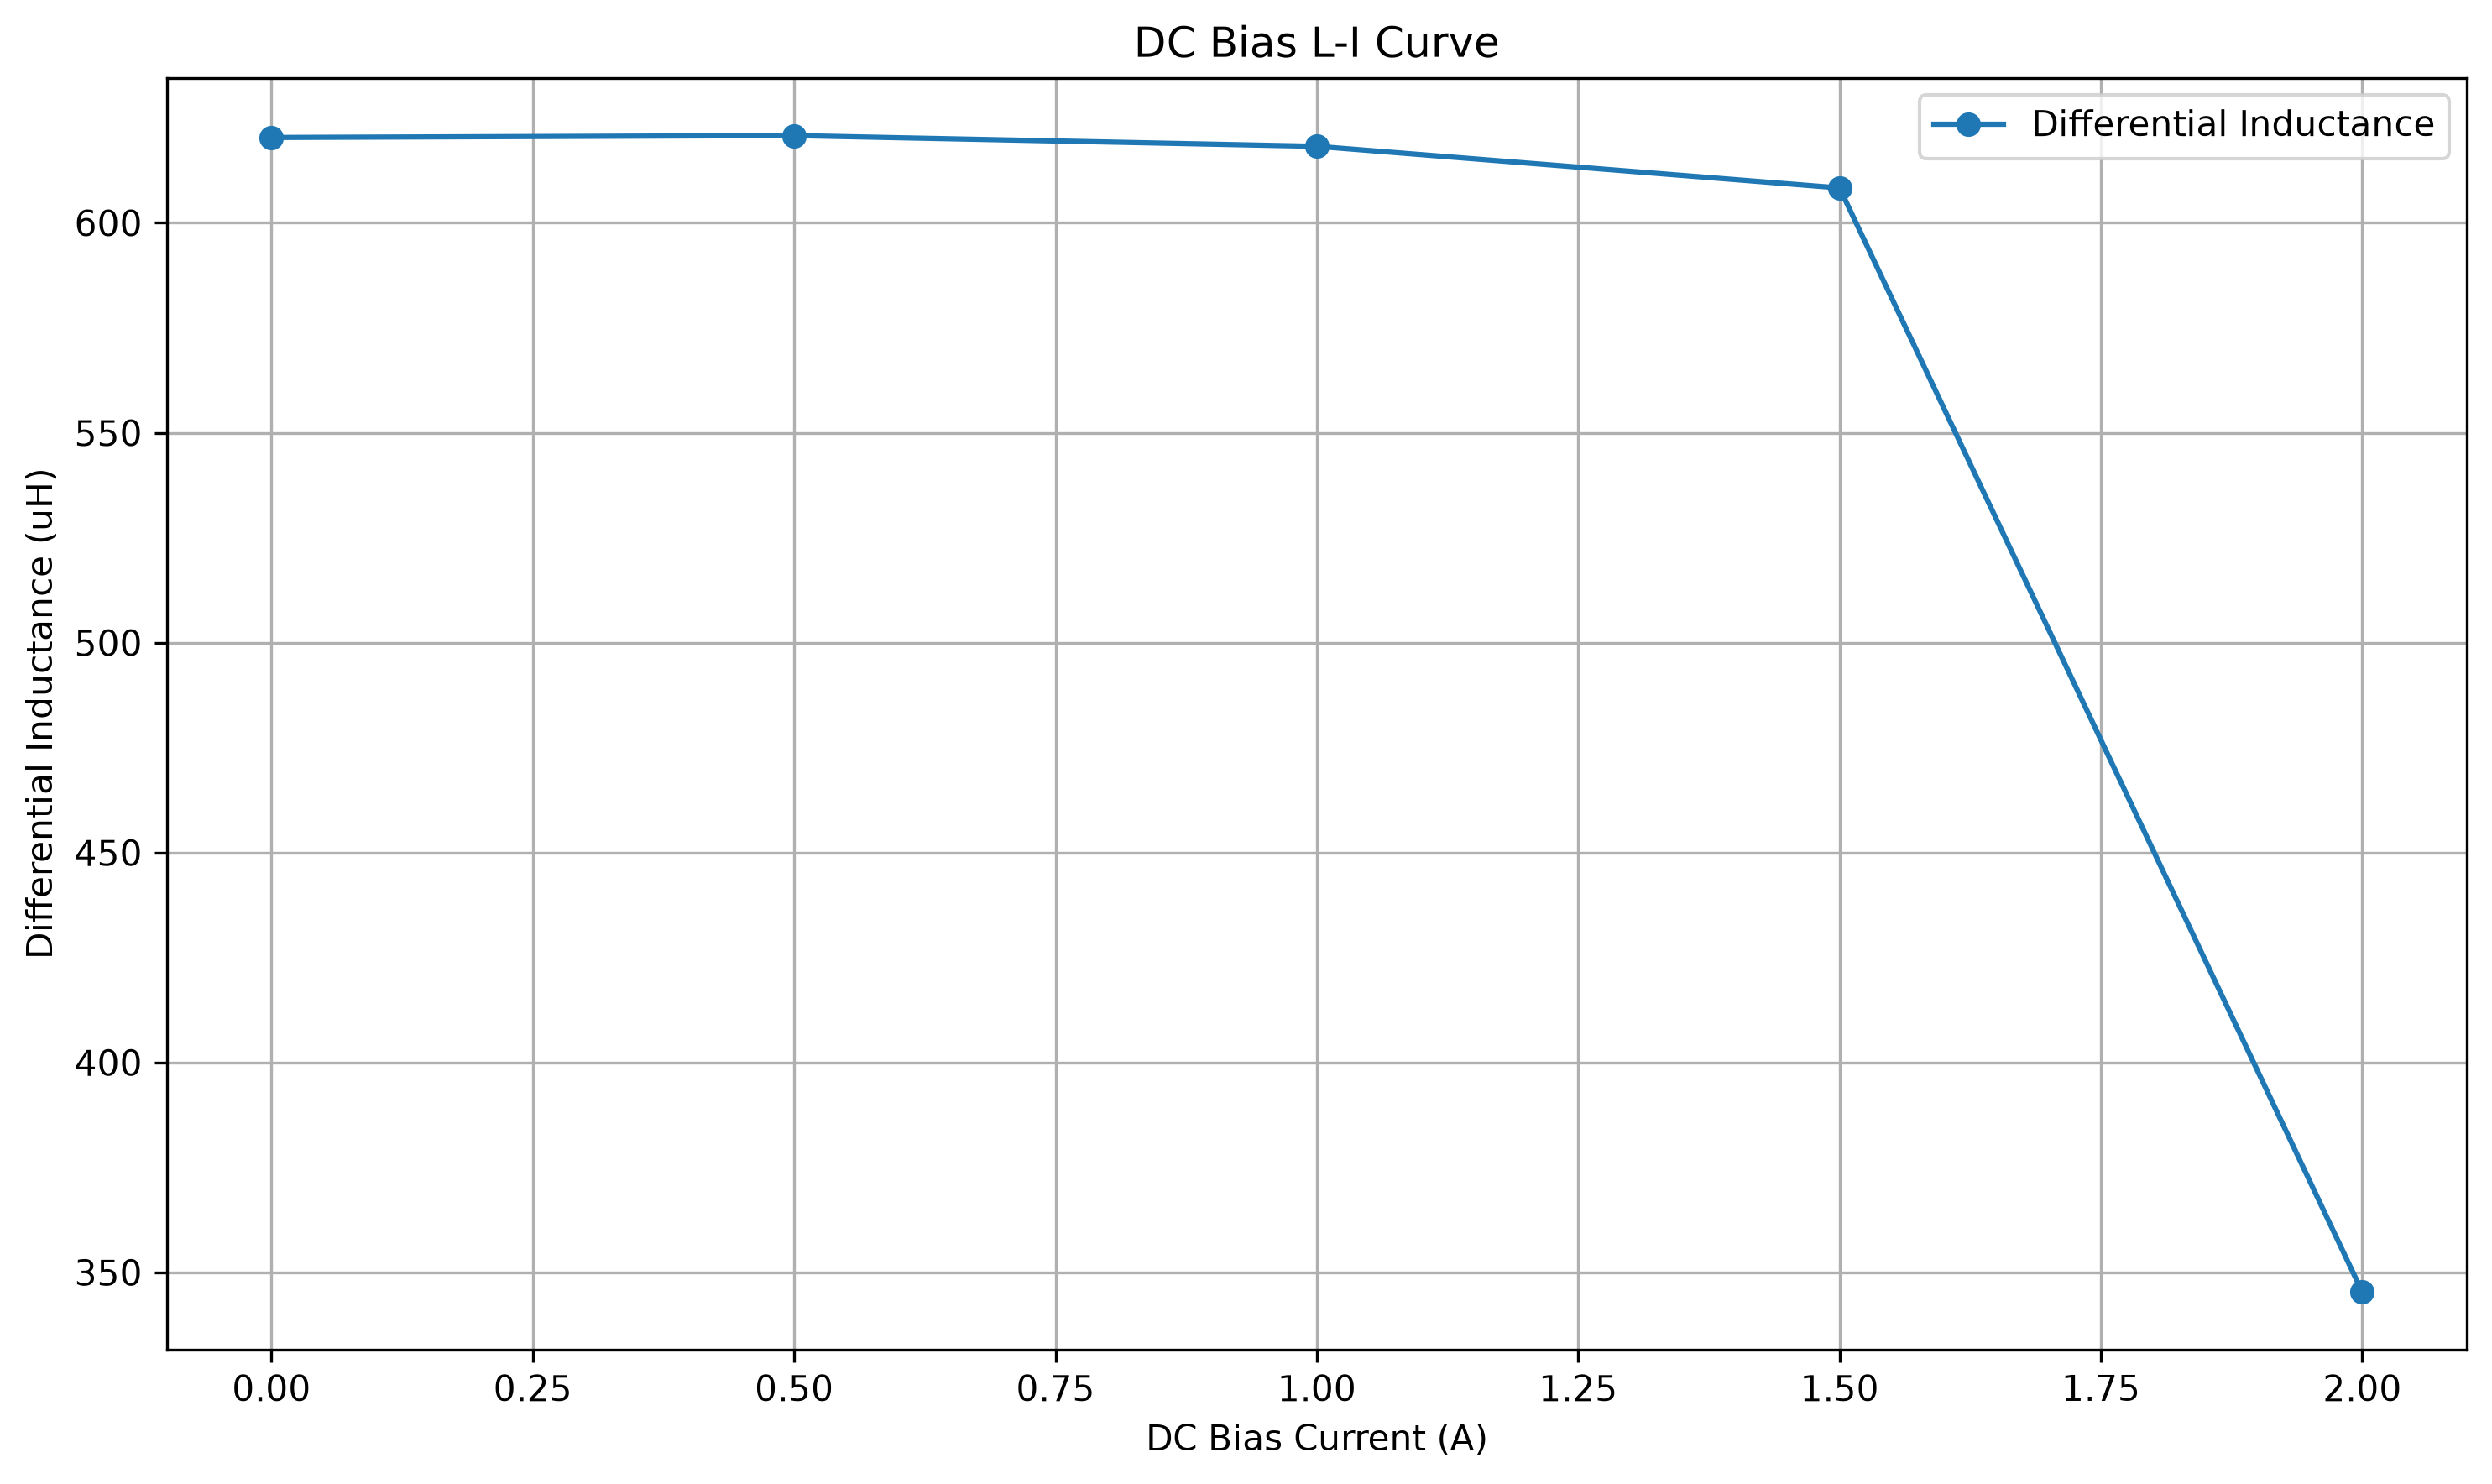 DC Bias L-I Curve
Differential Inductance
Differential Inductance (uH)
600
550
500
450
400
350
0.00 0.25 0.50 0.75 1.00 1.25 1.50 1.75 2.00
DC Bias Current (A)